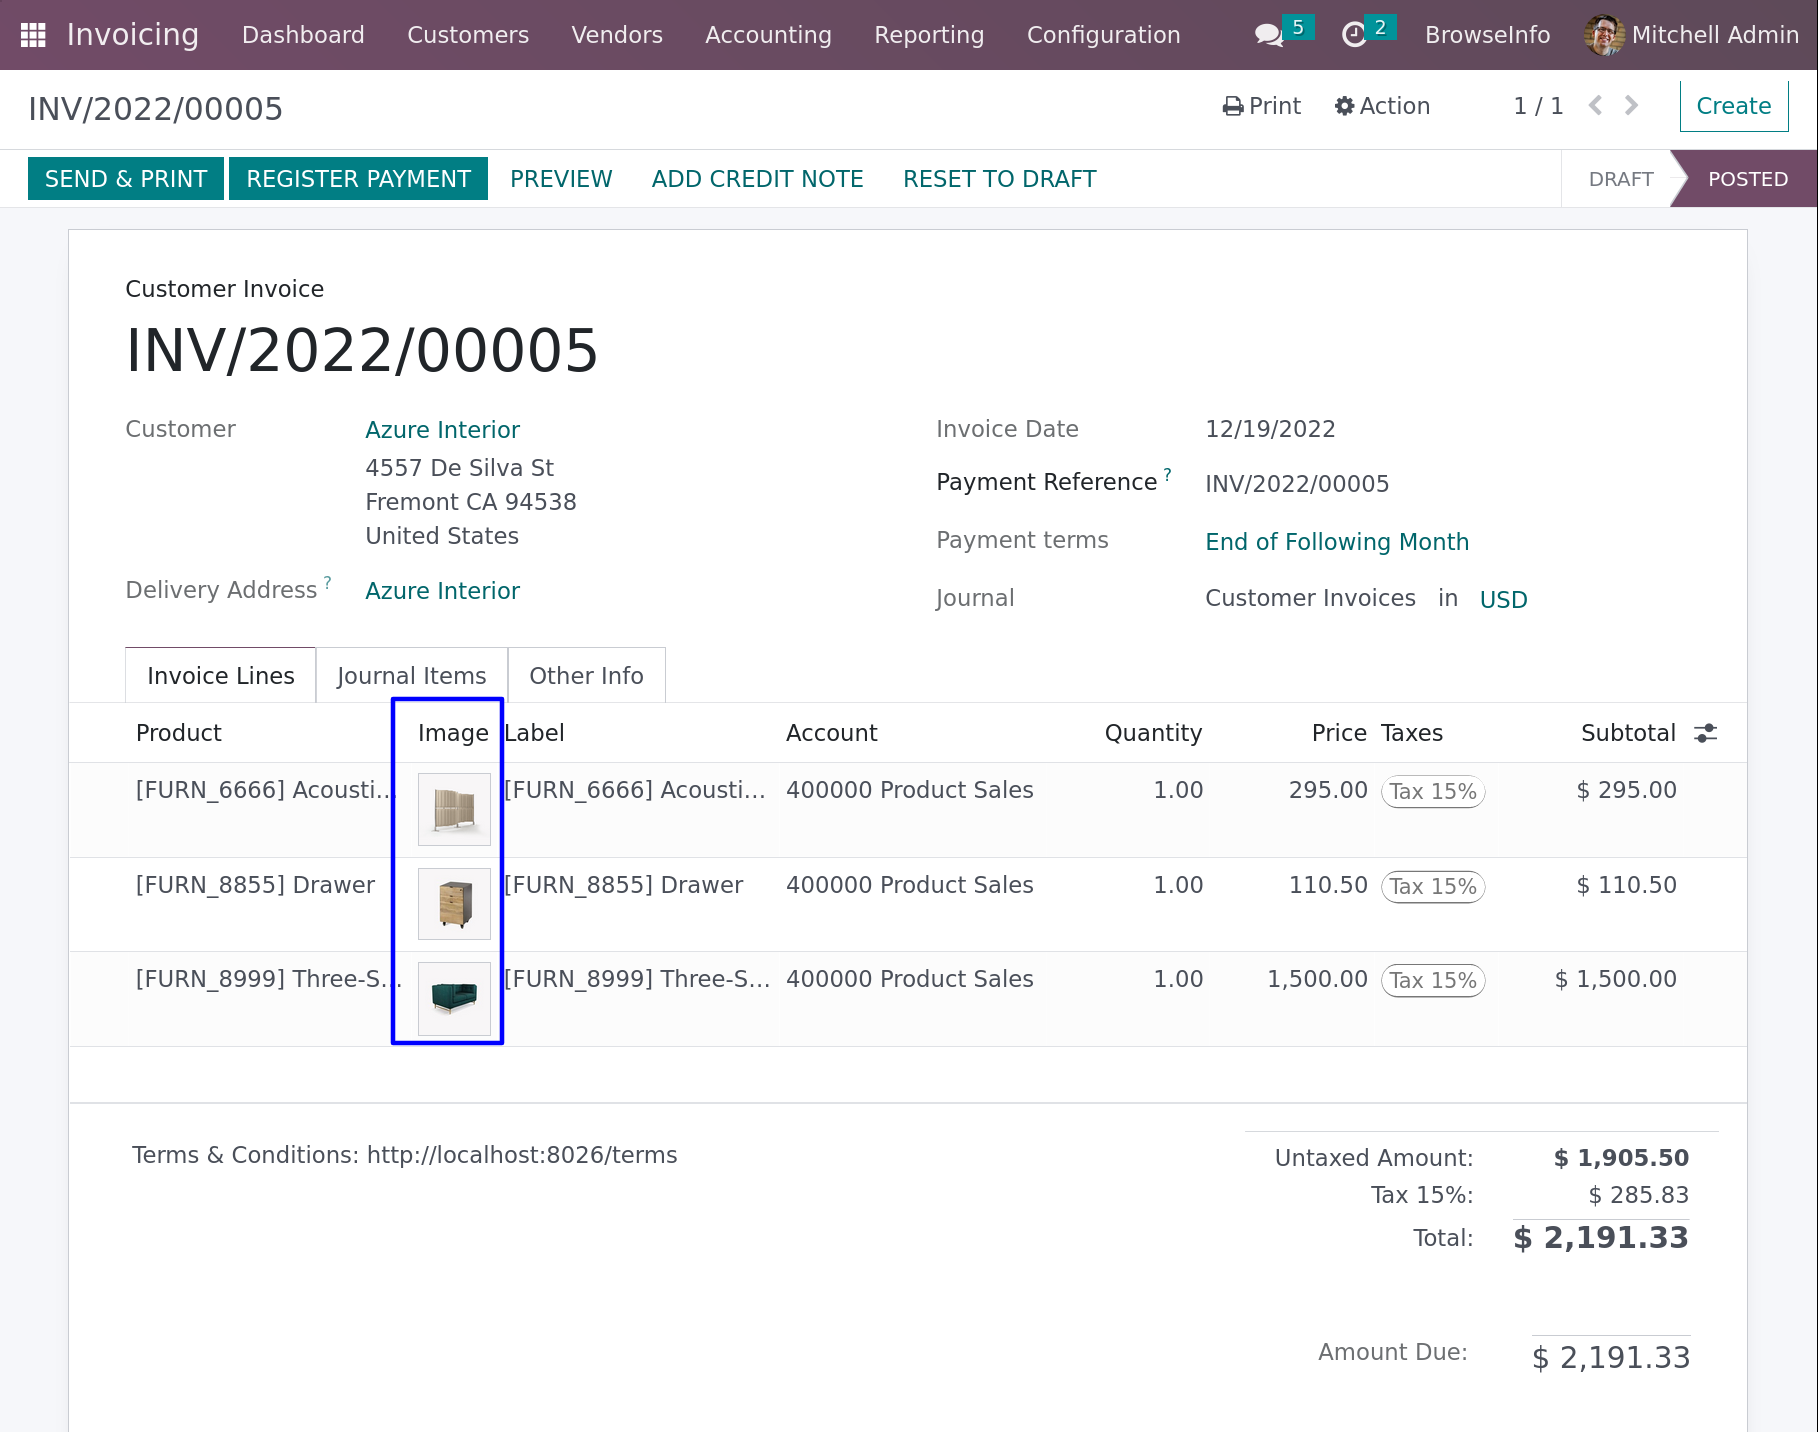 Invoicing Dashboard Customers Vendors Accounting Reporting Configuration 5 2 BrowseInfo Mitchell Admin
INV/2022/00005 Print Action 1 / 1 Create
SEND & PRINT REGISTER PAYMENT PREVIEW ADD CREDIT NOTE RESET TO DRAFT DRAFT POSTED
Customer Invoice
INV/2022/00005
Customer Azure Interior
4557 De Silva St
Fremont CA 94538
United States
Delivery Address ? Azure Interior
Invoice Date 12/19/2022
Payment Reference ? INV/2022/00005
Payment terms End of Following Month
Journal Customer Invoices in USD
Invoice Lines Journal Items Other Info
Product Image Label Account Quantity Price Taxes Subtotal
[FURN_6666] Acousti... [FURN_6666] Acousti... 400000 Product Sales 1.00 295.00 Tax 15% $ 295.00
[FURN_8855] Drawer [FURN_8855] Drawer 400000 Product Sales 1.00 110.50 Tax 15% $ 110.50
[FURN_8999] Three-S... [FURN_8999] Three-S... 400000 Product Sales 1.00 1,500.00 Tax 15% $ 1,500.00
Terms & Conditions: http://localhost:8026/terms
Untaxed Amount: $ 1,905.50
Tax 15%: $ 285.83
Total: $ 2,191.33
Amount Due: $ 2,191.33